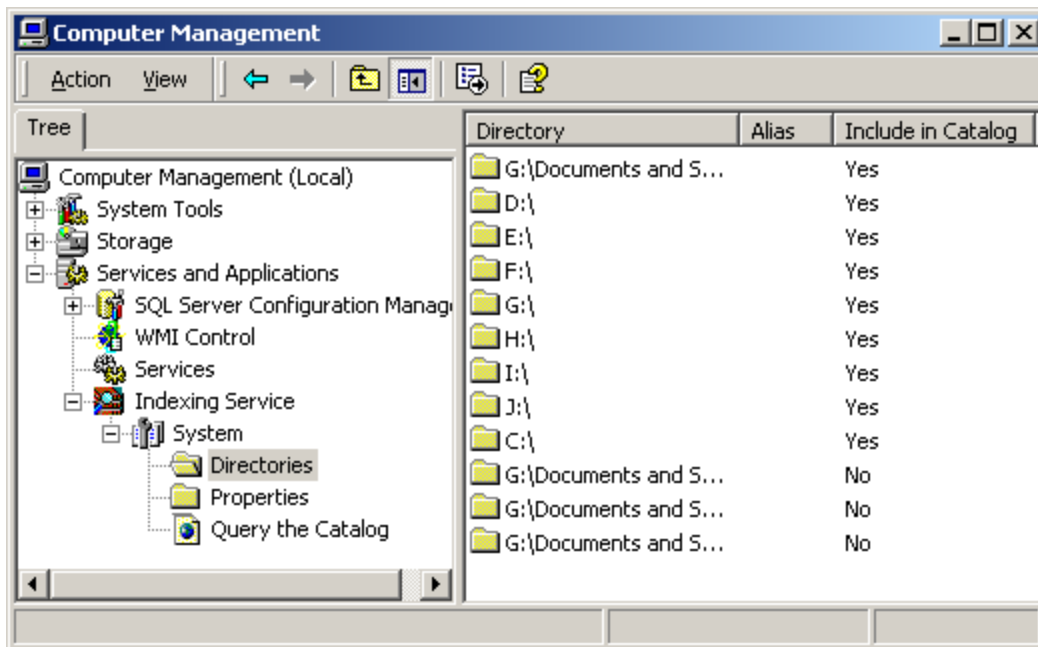 Computer Management
Action View
Tree
Computer Management (Local)
System Tools
Storage
Services and Applications
SQL Server Configuration Manag
WMI Control
Services
Indexing Service
System
Directories
Properties
Query the Catalog
Directory Alias Include in Catalog
G:\Documents and S... Yes
D:\ Yes
E:\ Yes
F:\ Yes
G:\ Yes
H:\ Yes
I:\ Yes
J:\ Yes
C:\ Yes
G:\Documents and S... No
G:\Documents and S... No
G:\Documents and S... No